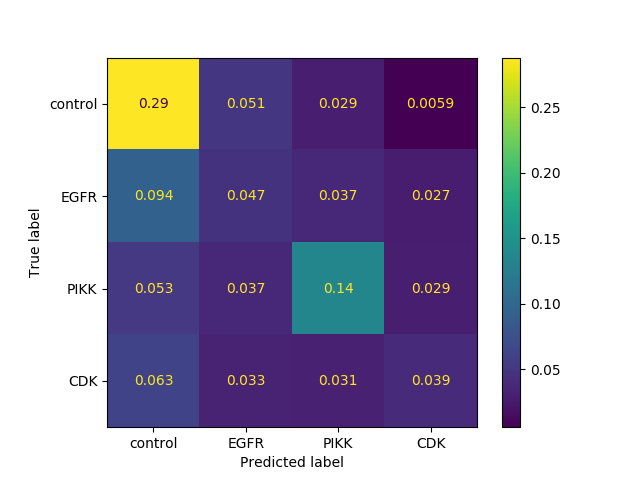 control 0.29 0.051 0.029 0.0059
EGFR 0.094 0.047 0.037 0.027
PIKK 0.053 0.037 0.14 0.029
CDK 0.063 0.033 0.031 0.039
control EGFR PIKK CDK
Predicted label
True label
0.25
0.20
0.15
0.10
0.05